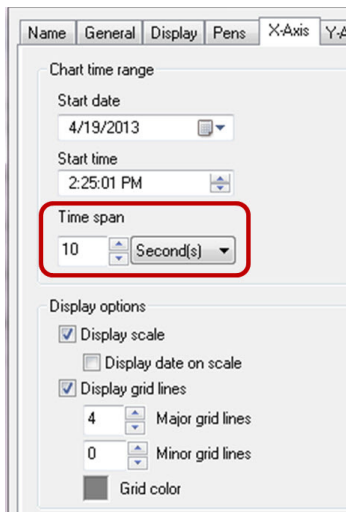 Name General Display Pens X-Axis Y-A
Chart time range
Start date
4/19/2013
Start time
2:25:01 PM
Time span
10 Second(s)
Display options
Display scale
Display date on scale
Display grid lines
4 Major grid lines
0 Minor grid lines
Grid color